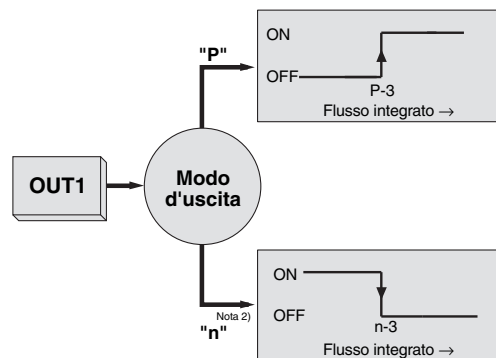 ON
"P"
OFF
P-3
Flusso integrato →
OUT1
Modo
d'uscita
ON
Nota 2)
OFF
"n"
n-3
Flusso integrato →